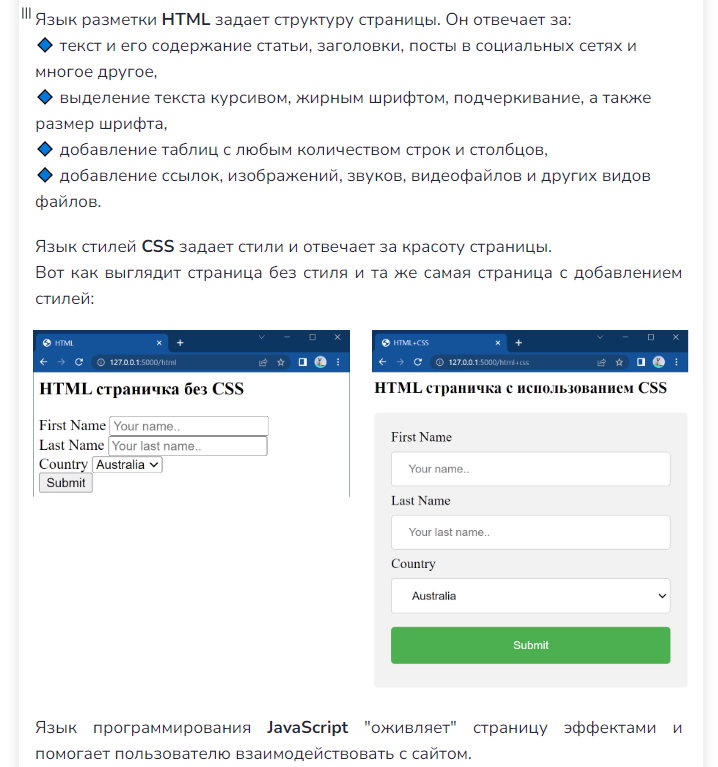 Язык разметки HTML задает структуру страницы. Он отвечает за:
текст и его содержание статьи, заголовки, посты в социальных сетях и
многое другое,
выделение текста курсивом, жирным шрифтом, подчеркивание, а также
размер шрифта,
добавление таблиц с любым количеством строк и столбцов,
добавление ссылок, изображений, звуков, видеофайлов и других видов
файлов.
Язык стилей CSS задает стили и отвечает за красоту страницы.
Вот как выглядит страница без стиля и та же самая страница с добавлением
стилей:
HTML
127.0.0.1:5000/html
HTML страничка без CSS
First Name Your name..
Last Name Your last name..
Country Australia
Submit
HTML+CSS
127.0.0.1:5000/html+css
HTML страничка с использованием CSS
First Name
Your name..
Last Name
Your last name..
Country
Australia
Submit
Язык программирования JavaScript "оживляет" страницу эффектами и
помогает пользователю взаимодействовать с сайтом.